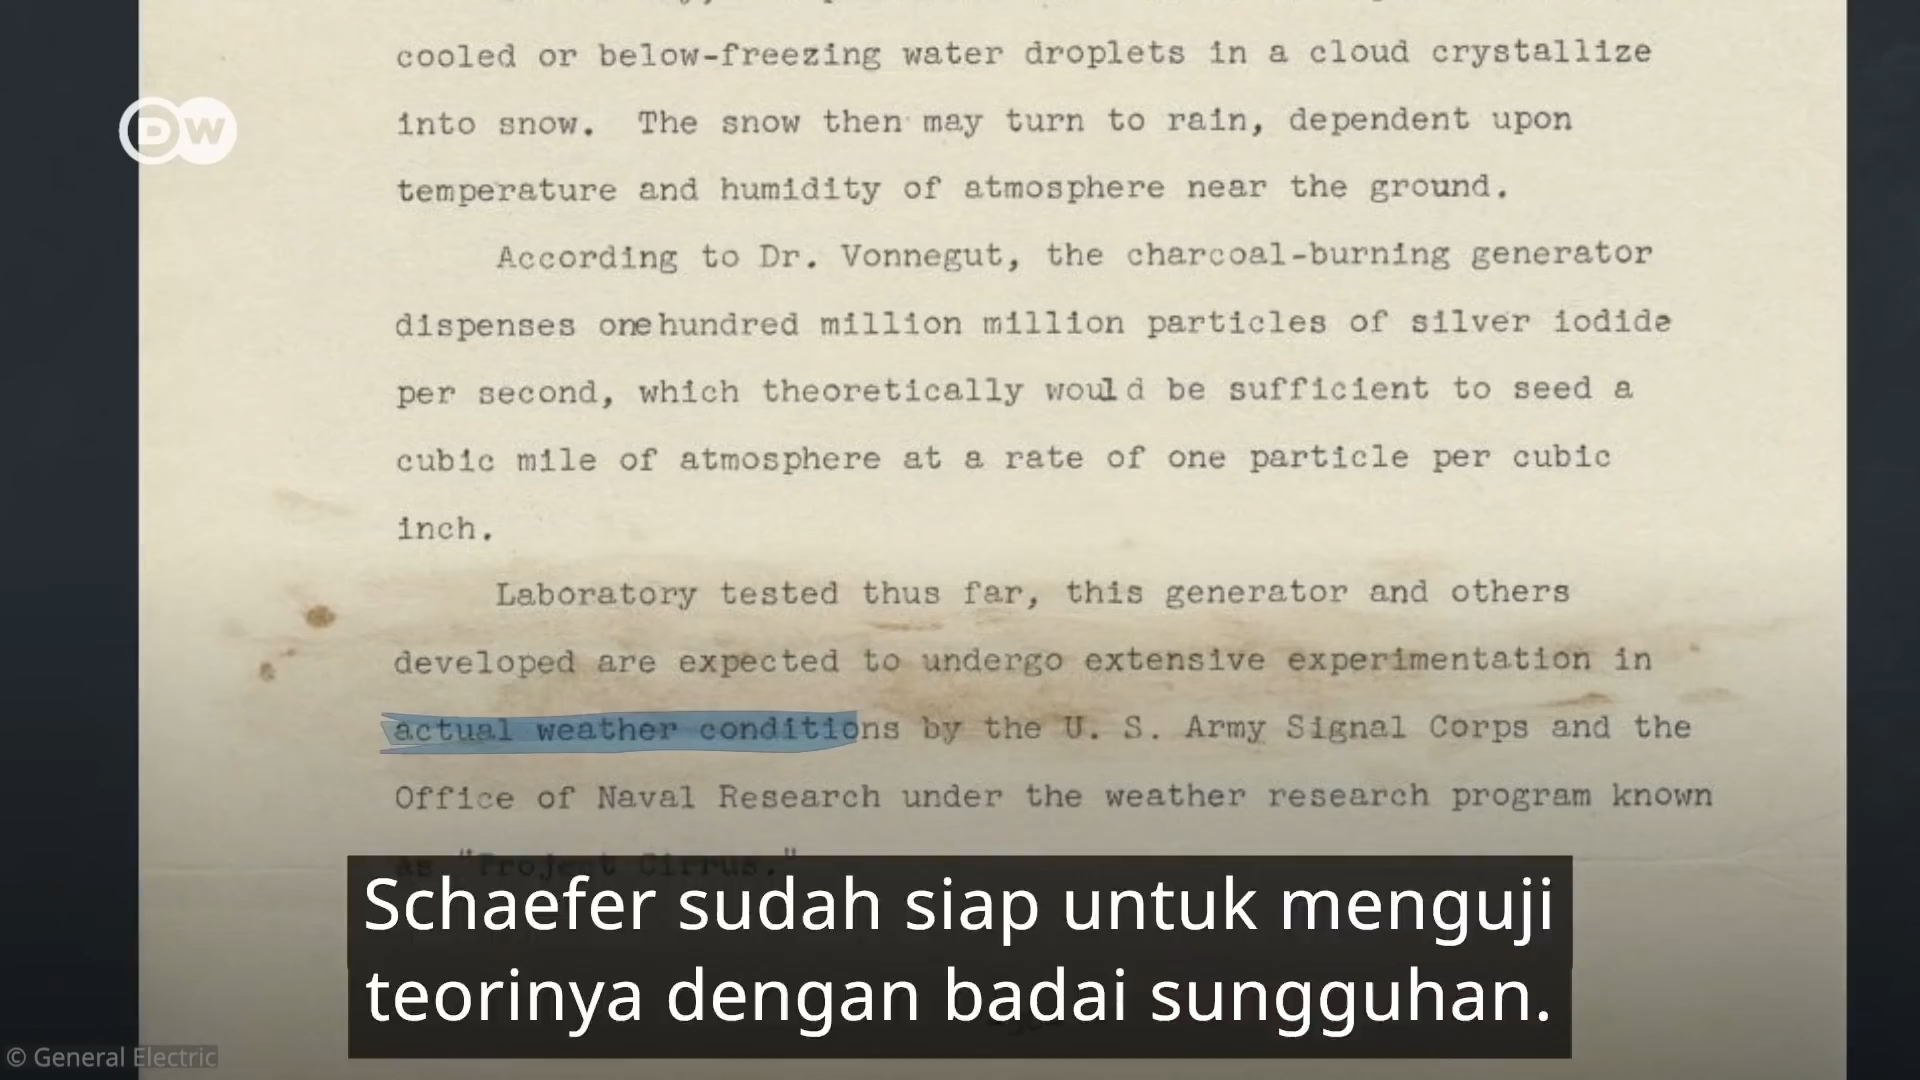 cooled or below-freezing water droplets in a cloud crystallize
DW
into snow. The snow then may turn to rain, dependent upon
temperature and humidity of atmosphere near the ground.
According to Dr. Vonnegut, the charcoal-burning generator
dispenses onehundred million million particles of silver iodide
per second, which theoretically would be sufficient to seed a
cubic mile of atmosphere at a rate of one particle per cubic
inch.
Laboratory tested thus far, this generator and others
developed are expected to undergo extensive experimentation in
actual weather conditions by the U. S. Army Signal Corps and the
Office of Naval Research under the weather research program known
as "Project Cirrus."
Schaefer sudah siap untuk menguji
teorinya dengan badai sungguhan.
© General Electric